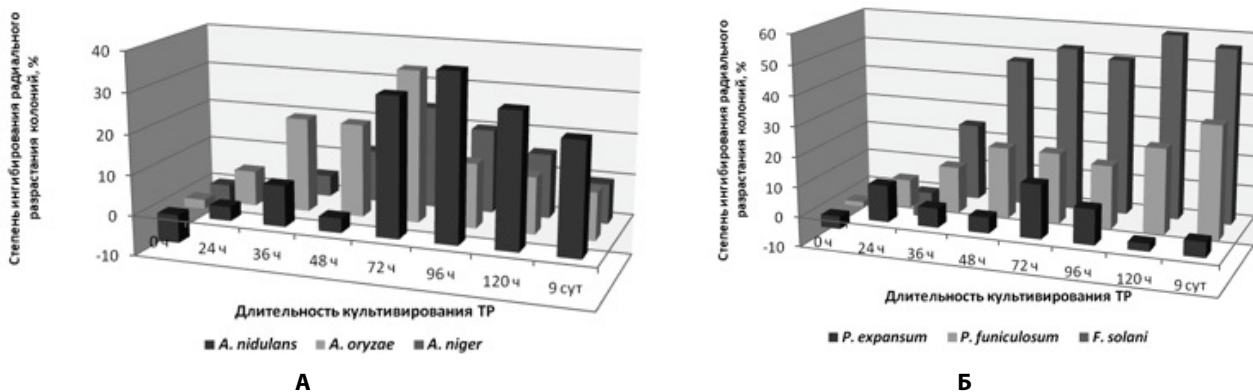 Степень ингибирования радиального
разрастания колоний, %
40
30
20
10
0
-10
0 ч
24 ч
36 ч
48 ч
72 ч
96 ч
120 ч
9 сут
Длительность культивирования ТР
A. nidulans A. oryzae A. niger
А
Степень ингибирования радиального
разрастания колоний, %
60
50
40
30
20
10
0
-10
0 ч
24 ч
36 ч
48 ч
72 ч
96 ч
120 ч
9 сут
Длительность культивирования ТР
P. expansum P. funiculosum F. solani
Б